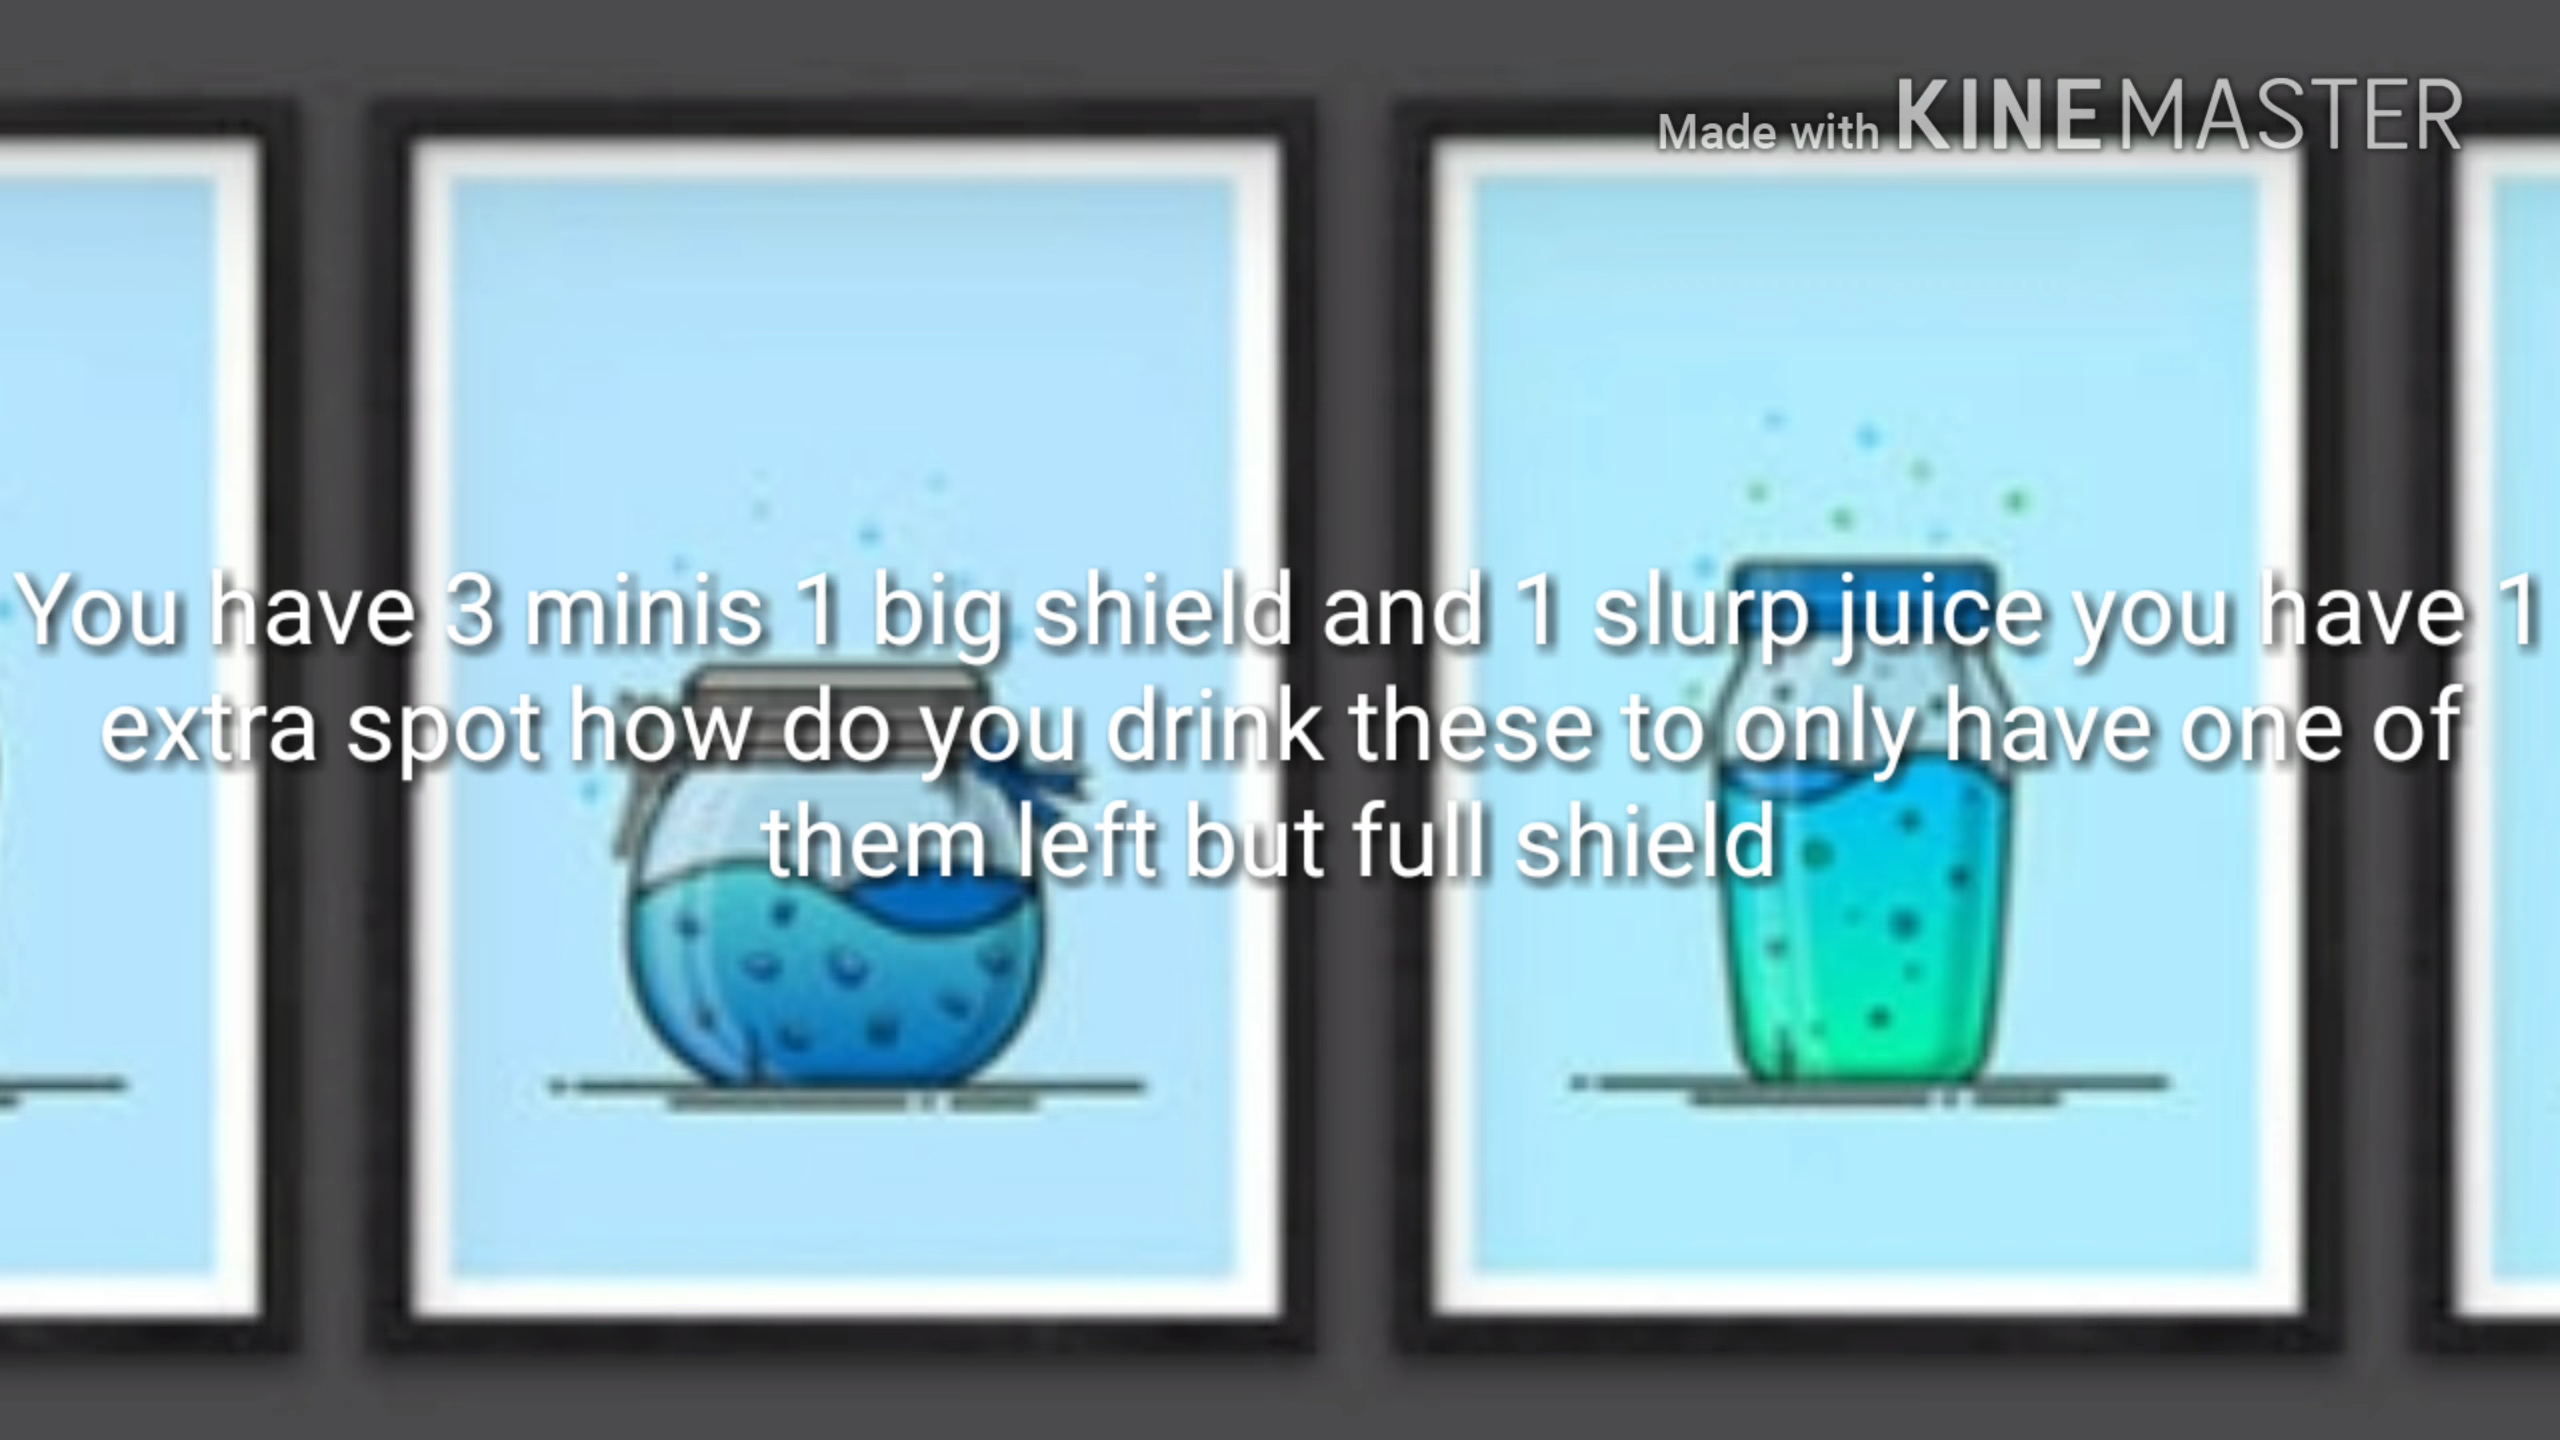 Made with KINEMASTER
You have 3 minis 1 big shield and 1 slurp juice you have 1
extra spot how do you drink these to only have one of
them left but full shield